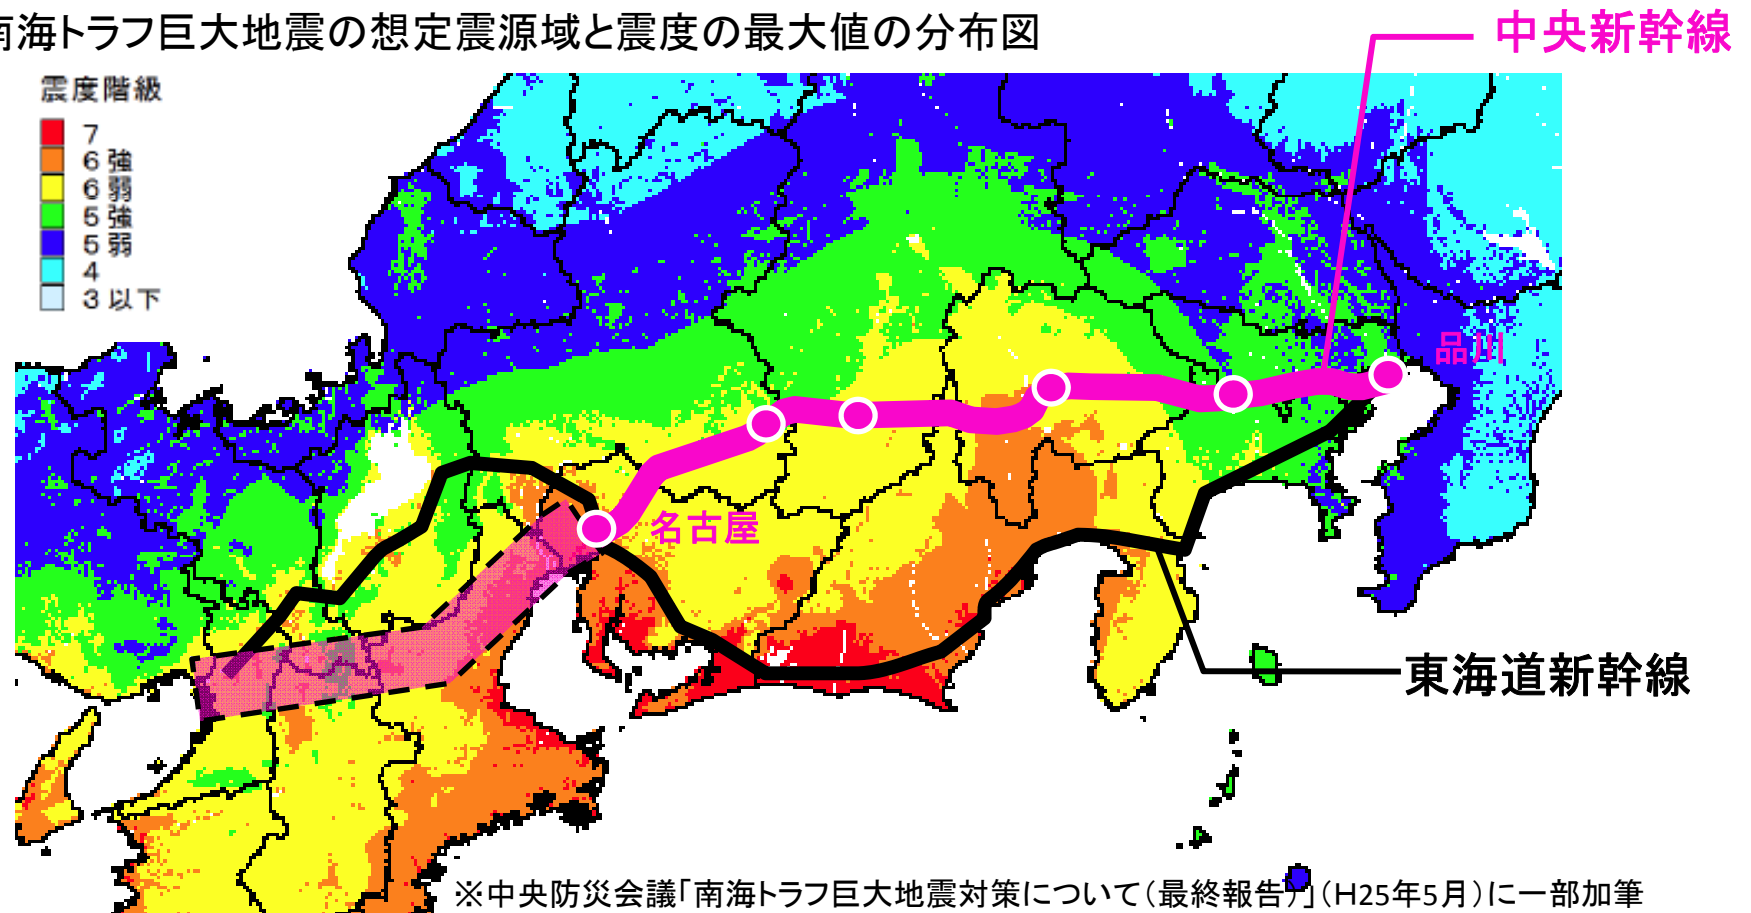 南海トラフ巨大地震の想定震源域と震度の最大値の分布図
中央新幹線
震度階級
7
6強
6弱
5強
5弱
4
3以下
品川
名古屋
東海道新幹線
※中央防災会議「南海トラフ巨大地震対策について（最終報告）」（H25年5月）に一部加筆